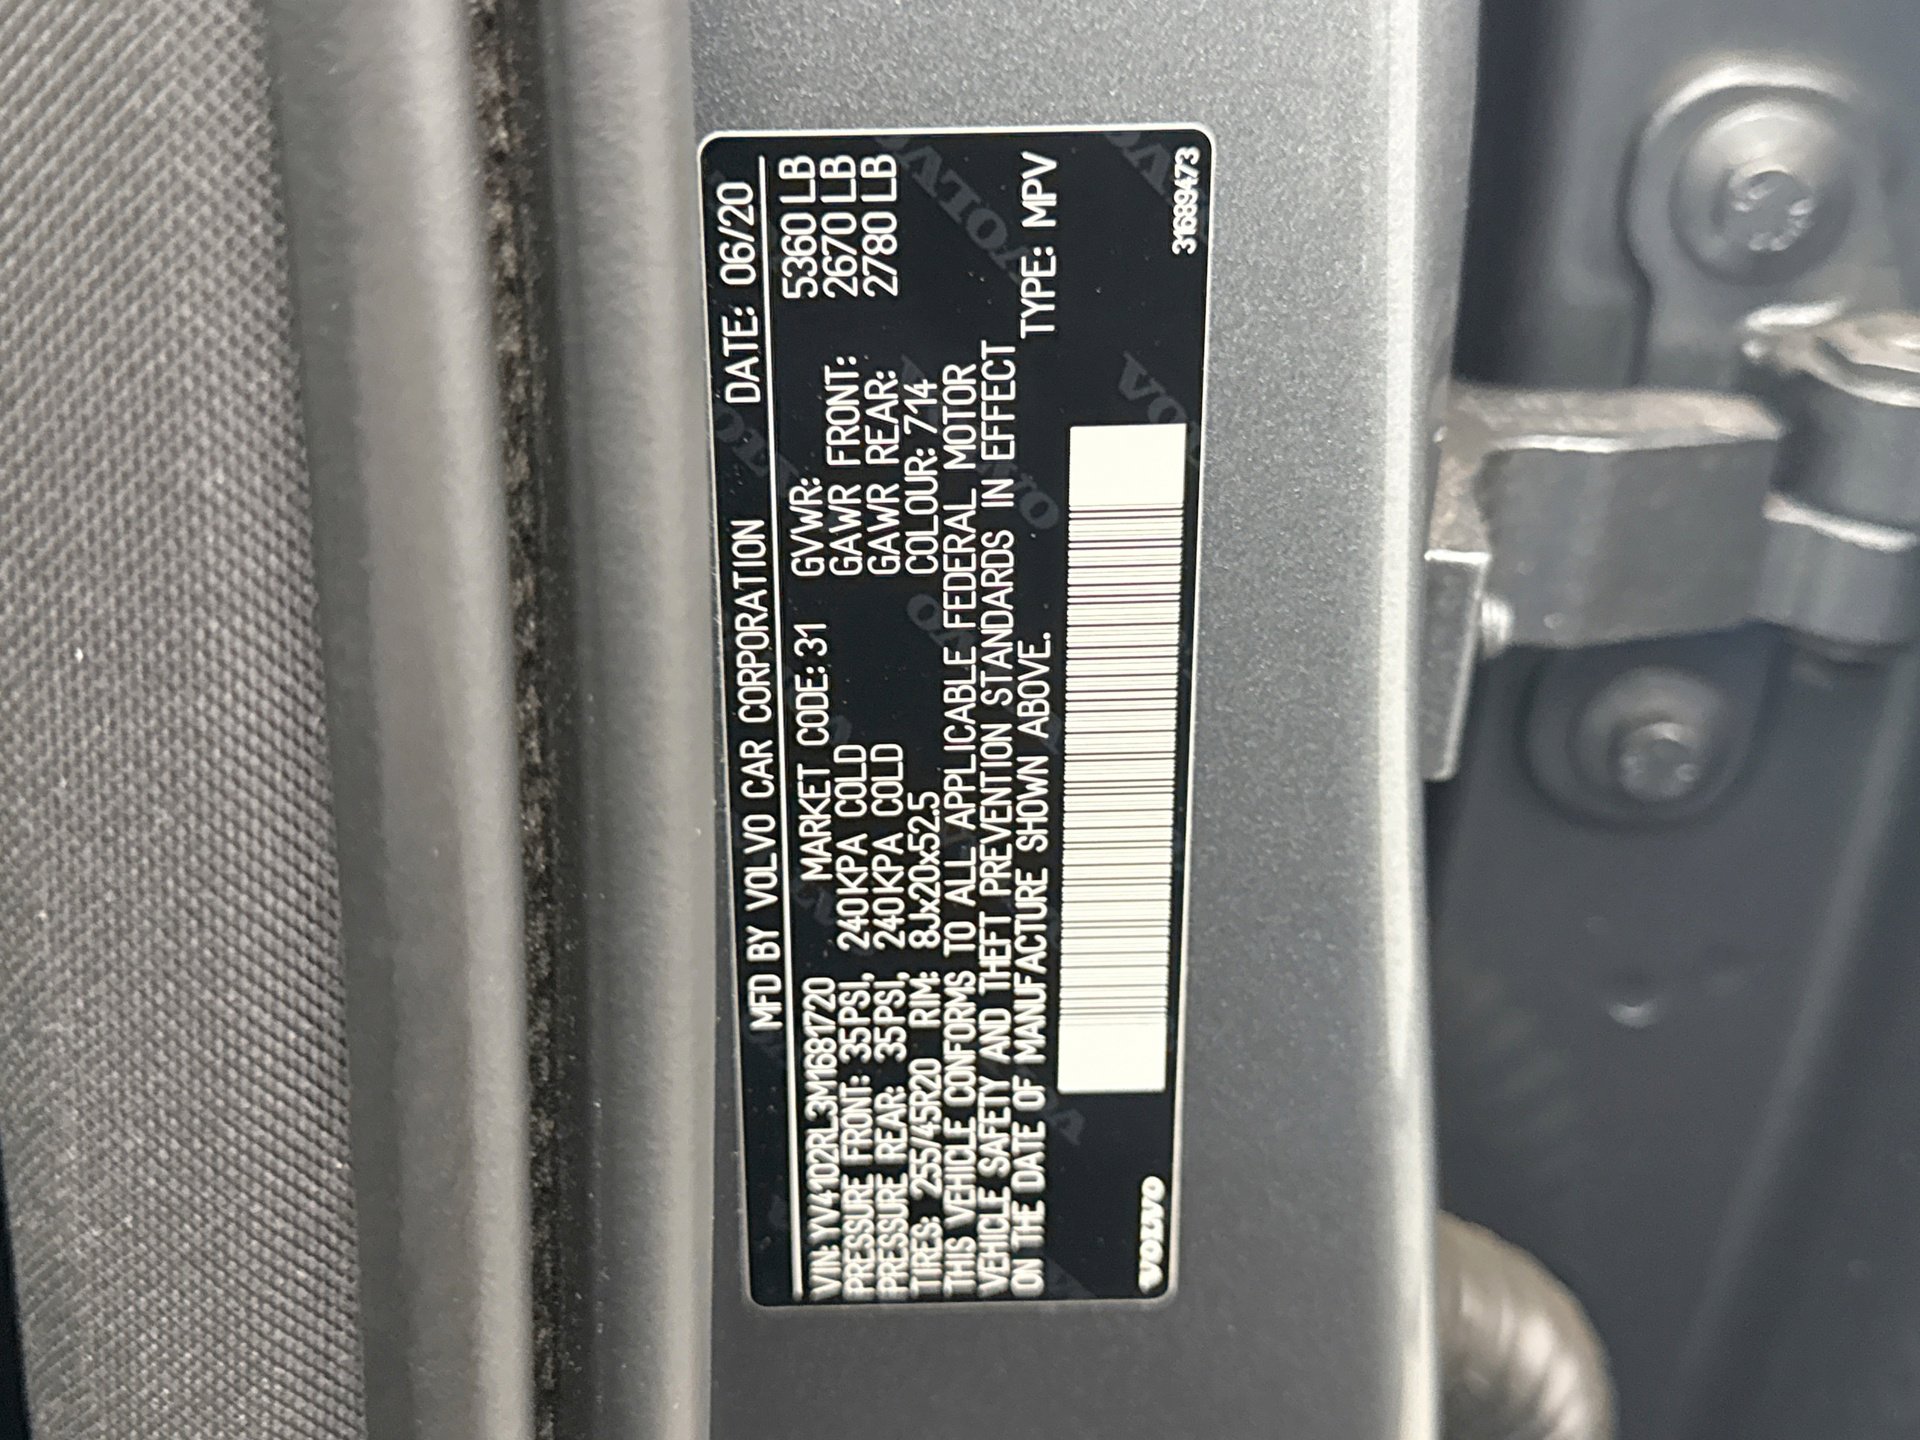 MFD BY VOLVO CAR CORPORATION DATE: 06/20
VIN: YV4102RL3M1681720 MARKET CODE: 31 GVWR: 5360 LB
PRESSURE FRONT: 35PSI, 240KPA COLD GAWR FRONT: 2670 LB
PRESSURE REAR: 35PSI, 240KPA COLD GAWR REAR: 2780 LB
TIRES: 255/45R20 RIM: 8Jx20x52.5 COLOUR: 714
THIS VEHICLE CONFORMS TO ALL APPLICABLE FEDERAL MOTOR
VEHICLE SAFETY AND THEFT PREVENTION STANDARDS IN EFFECT
ON THE DATE OF MANUFACTURE SHOWN ABOVE. TYPE: MPV
VOLVO 31689473